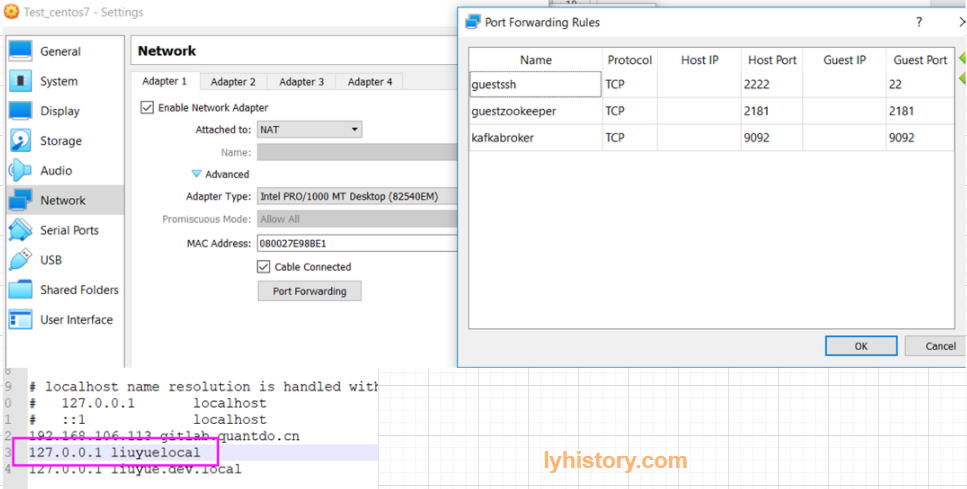 Test_centos7 - Settings
General
System
Display
Storage
Audio
Network
Serial Ports
USB
Shared Folders
User Interface
Network
Adapter 1 Adapter 2 Adapter 3 Adapter 4
Enable Network Adapter
Attached to: NAT
Name:
Advanced
Adapter Type: Intel PRO/1000 MT Desktop (82540EM)
Promiscuous Mode: Allow All
MAC Address: 080027E98BE1
Cable Connected
Port Forwarding
Port Forwarding Rules
?
Name Protocol Host IP Host Port Guest IP Guest Port
guestssh TCP 2222 22
guestzookeeper TCP 2181 2181
kafkabroker TCP 9092 9092
OK Cancel
8
9 # localhost name resolution is handled with
0 # 127.0.0.1 localhost
1 # ::1 localhost
2 192.168.106.113 gitlab.quantdo.cn
3 127.0.0.1 liuyuelocal
4 127.0.0.1 liuyue.dev.local
lyhistory.com